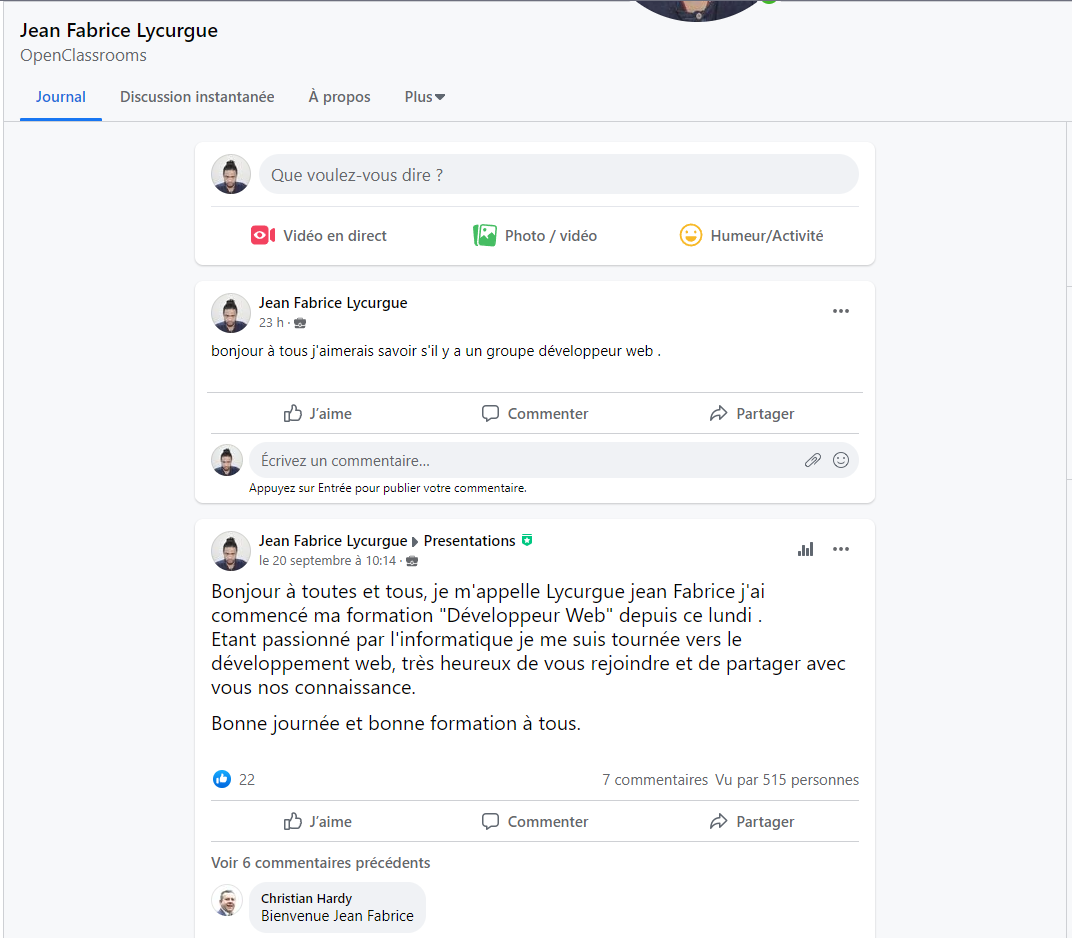 Jean Fabrice Lycurgue
OpenClassrooms
Journal Discussion instantanée À propos Plus
Que voulez-vous dire ?
Vidéo en direct Photo / vidéo Humeur/Activité
Jean Fabrice Lycurgue
23 h ·
bonjour à tous j'aimerais savoir s'il y a un groupe développeur web .
J'aime Commenter Partager
Écrivez un commentaire...
Appuyez sur Entrée pour publier votre commentaire.
Jean Fabrice Lycurgue Presentations
le 20 septembre à 10:14 ·
Bonjour à toutes et tous, je m'appelle Lycurgue jean Fabrice j'ai
commencé ma formation "Développeur Web" depuis ce lundi .
Etant passionné par l'informatique je me suis tournée vers le
développement web, très heureux de vous rejoindre et de partager avec
vous nos connaissance.
Bonne journée et bonne formation à tous.
22 7 commentaires Vu par 515 personnes
J'aime Commenter Partager
Voir 6 commentaires précédents
Christian Hardy
Bienvenue Jean Fabrice